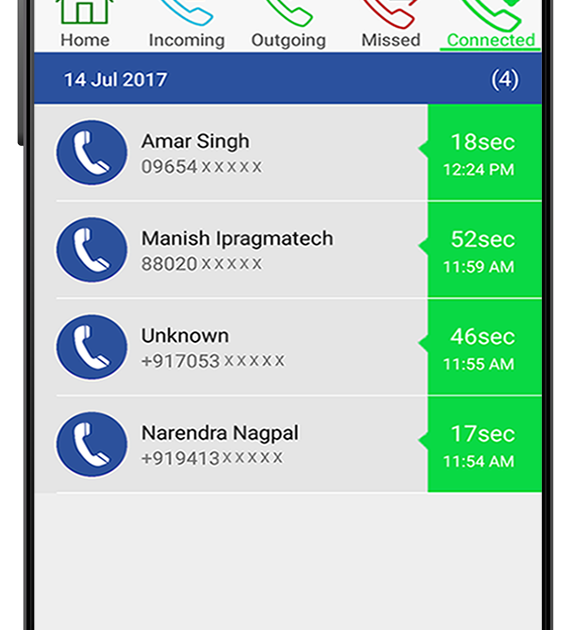 Home Incoming Outgoing Missed Connected
14 Jul 2017 (4)
Amar Singh 18sec
09654xxxxx 12:24 PM
Manish Ipragmatech 52sec
88020xxxxx 11:59 AM
Unknown 46sec
+917053xxxxx 11:55 AM
Narendra Nagpal 17sec
+919413xxxxx 11:54 AM